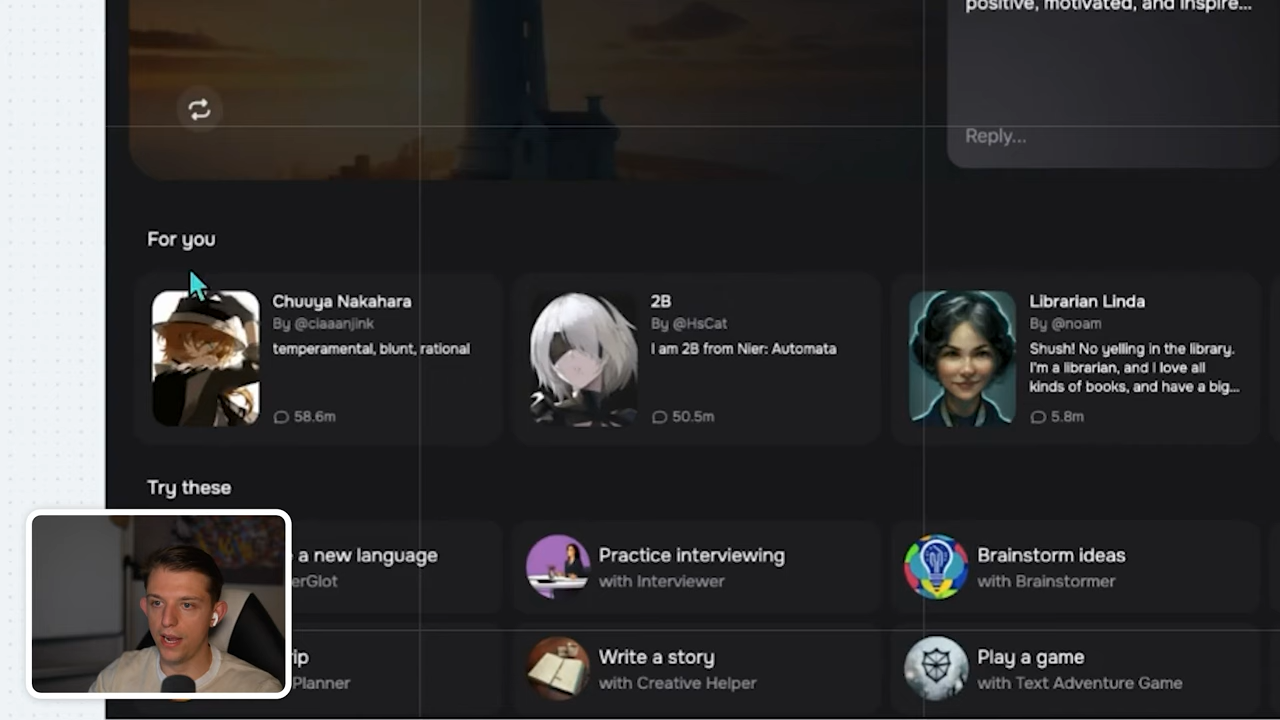 positive, motivated, and inspire...
Reply...
For you
Chuuya Nakahara
By @ciaaanjink
temperamental, blunt, rational
58.6m
2B
By @HsCat
I am 2B from Nier: Automata
50.5m
Librarian Linda
By @noam
Shush! No yelling in the library.
I'm a librarian, and I love all
kinds of books, and have a big...
5.8m
Try these
a new language
erGlot
Practice interviewing
with Interviewer
Brainstorm ideas
with Brainstormer
rip
Planner
Write a story
with Creative Helper
Play a game
with Text Adventure Game